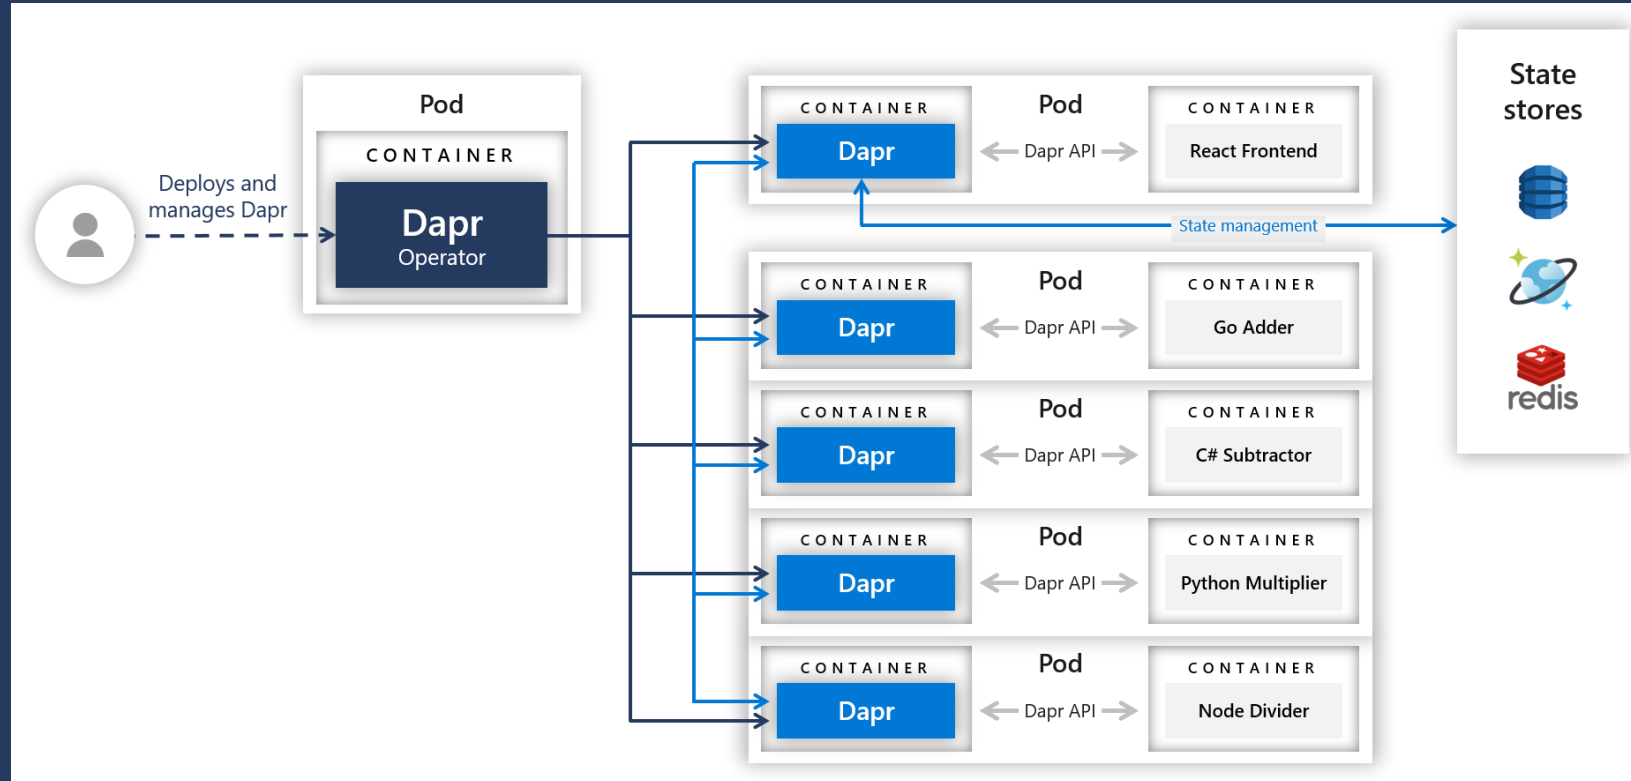 Deploys and
manages Dapr
Pod
CONTAINER
Dapr
Operator
CONTAINER
Dapr
Pod
Dapr API
CONTAINER
React Frontend
State management
CONTAINER
Dapr
Pod
Dapr API
CONTAINER
Go Adder
CONTAINER
Dapr
Pod
Dapr API
CONTAINER
C# Subtractor
CONTAINER
Dapr
Pod
Dapr API
CONTAINER
Python Multiplier
CONTAINER
Dapr
Pod
Dapr API
CONTAINER
Node Divider
State
stores
redis